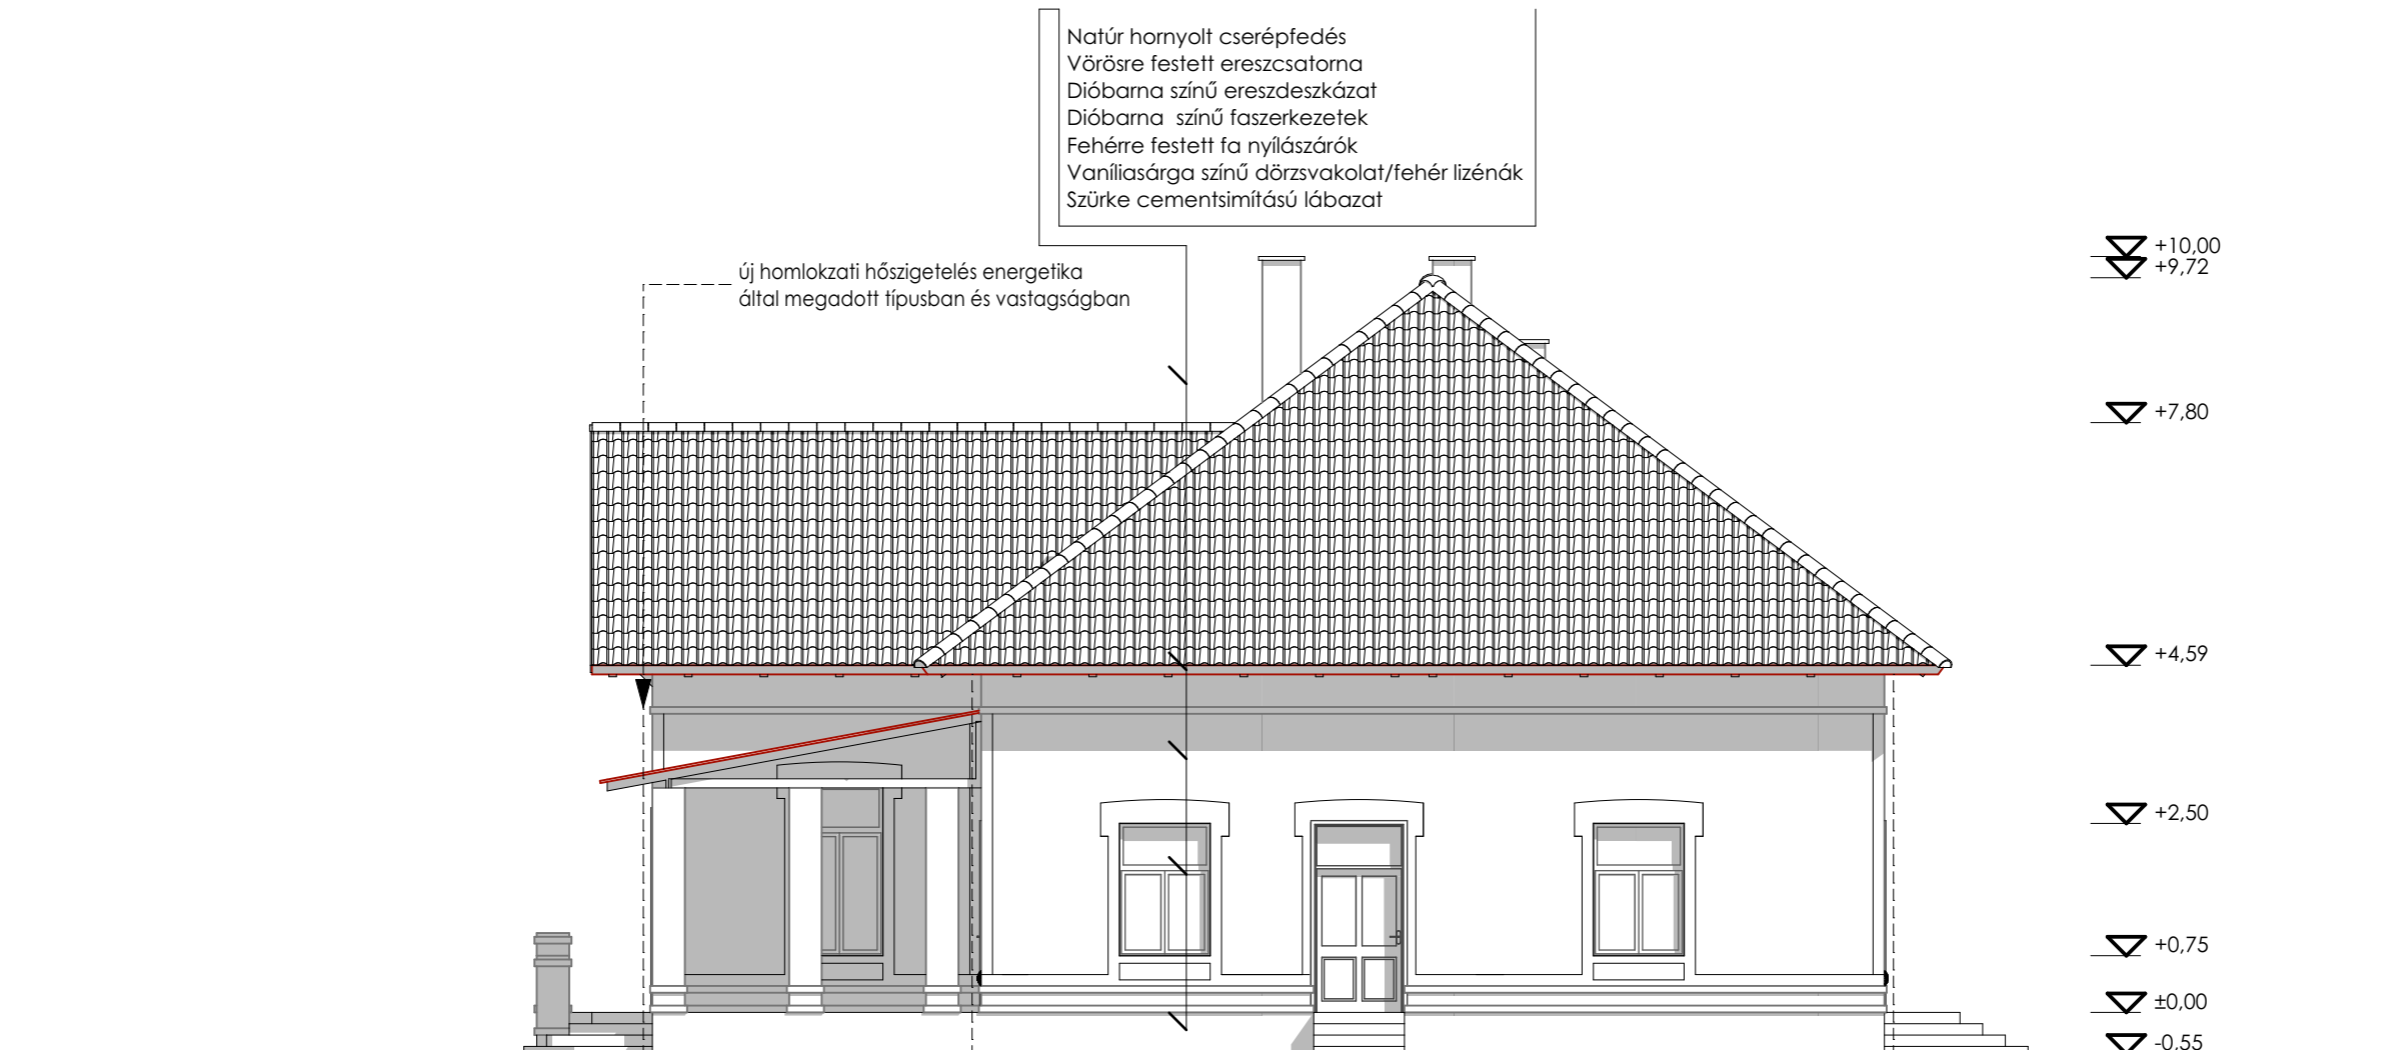 Natúr hornyolt cserépfedés
Vörösre festett ereszcsatorna
Dióbarna színű ereszdeszkázat
Dióbarna  színű faszerkezetek
Fehérre festett fa nyílászárók
Vaníliasárga színű dörzsvakolat/fehér lizénák
Szürke cementsimítású lábazat
új homlokzati hőszigetelés energetika
által megadott típusban és vastagságban
+10,00
+9,72
+7,80
+4,59
+2,50
+0,75
±0,00
-0,55